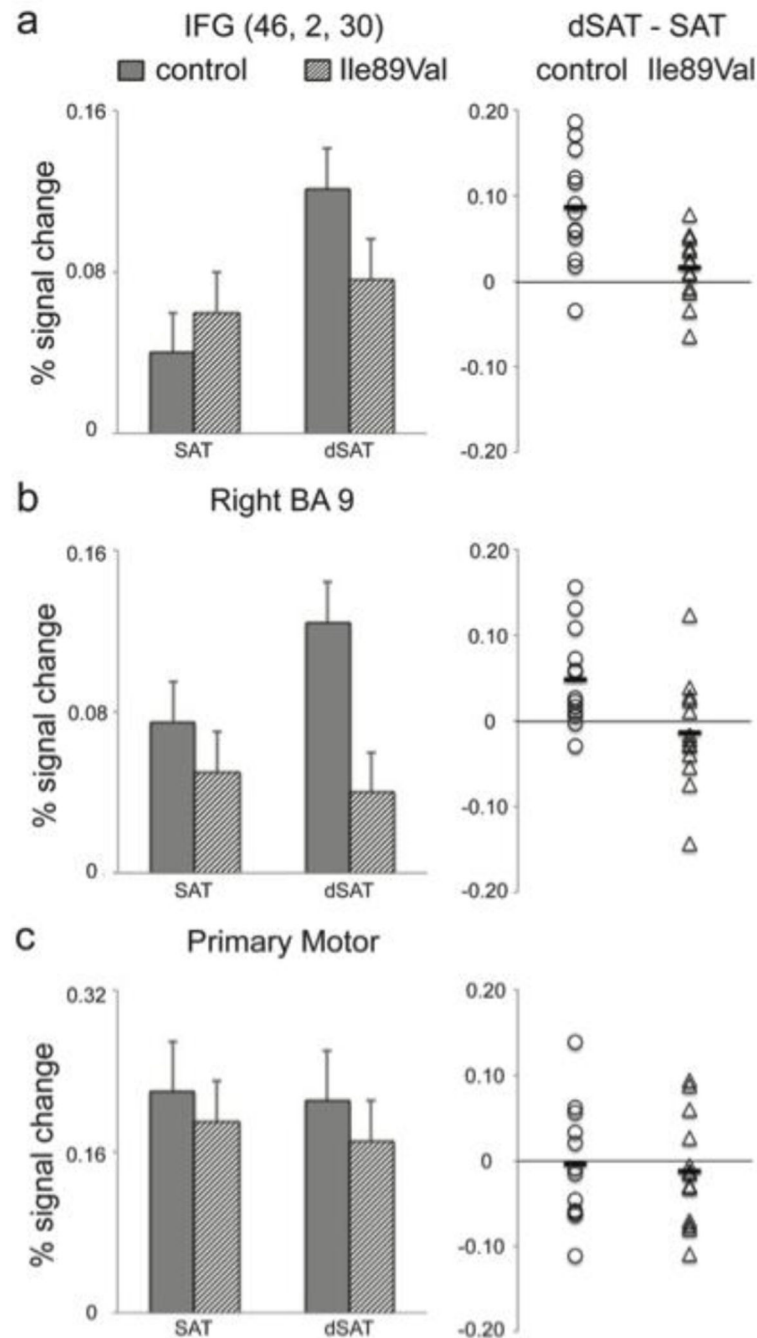 a
IFG (46, 2, 30)
dSAT - SAT
control
Ile89Val
control Ile89Val
% signal change
0.16
0.08
0
SAT
dSAT
0.20
0.10
0
-0.10
-0.20
b
Right BA 9
% signal change
0.16
0.08
0
SAT
dSAT
0.20
0.10
0
-0.10
-0.20
c
Primary Motor
% signal change
0.32
0.16
0
SAT
dSAT
0.20
0.10
0
-0.10
-0.20